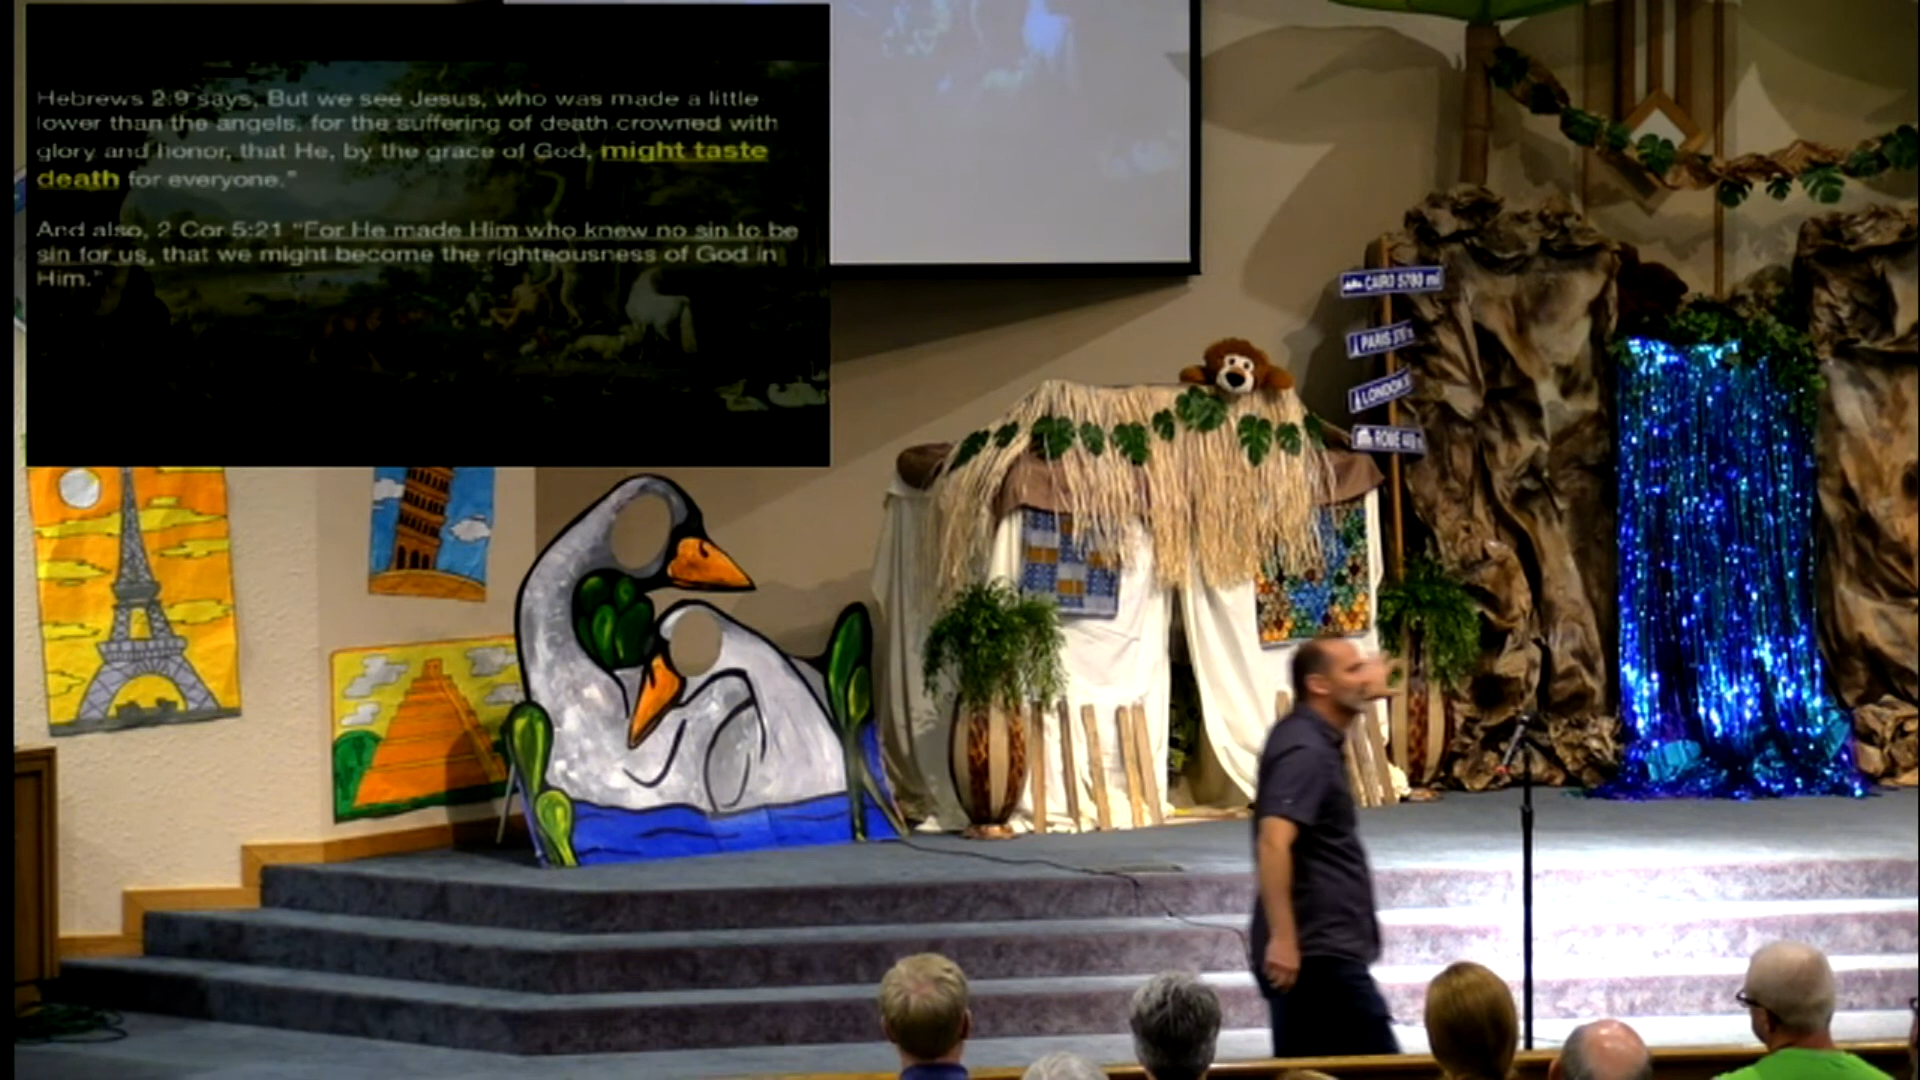 Hebrews 2:9 says, But we see Jesus, who was made a little
lower than the angels, for the suffering of death crowned with
glory and honor, that He, by the grace of God, might taste
death for everyone."
And also, 2 Cor 5:21 "For He made Him who knew no sin to be
sin for us, that we might become the righteousness of God in
Him."
CAIRO 5780 mi
PARIS
LONDON
ROME